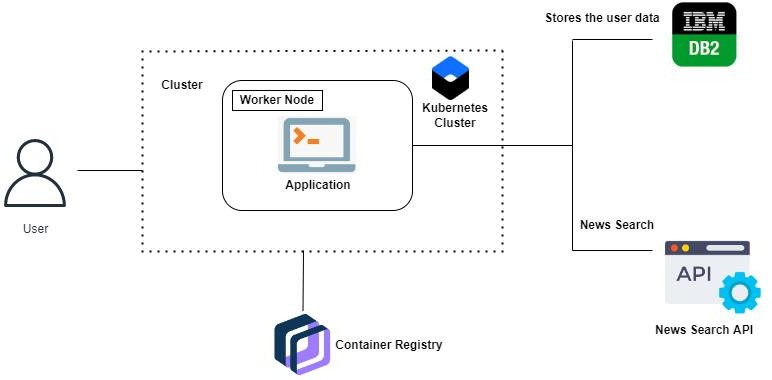 Stores the user data
IBM
DB2
Cluster
Worker Node
Kubernetes
Cluster
Application
User
News Search
API
News Search API
Container Registry